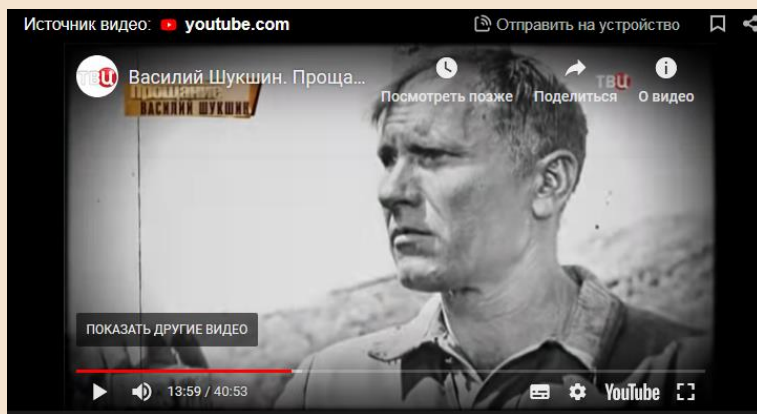 Источник видео: youtube.com
Отправить на устройство
ТВЦ Василий Шукшин. Проща...
Посмотреть позже
Поделиться
О видео
ТВЦ
Прощание
ВАСИЛИЙ ШУКШИН
ПОКАЗАТЬ ДРУГИЕ ВИДЕО
13:59 / 40:53
YouTube